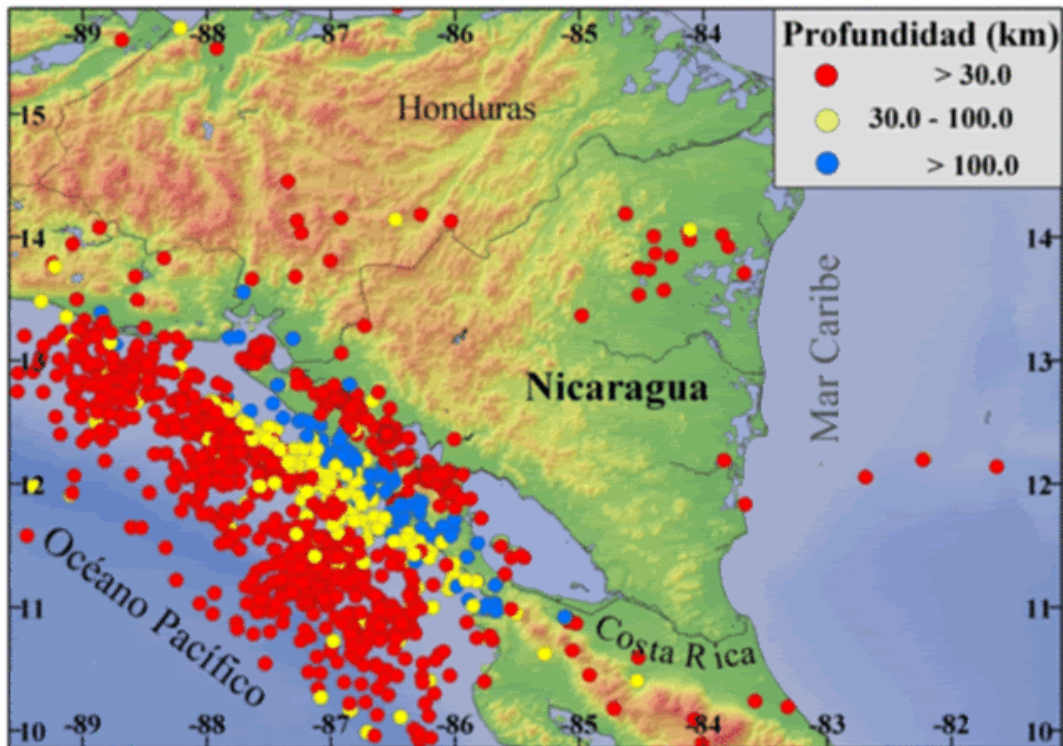 -89 -88 -87 -86 -85 -84
Profundidad (km)
> 30.0
30.0 - 100.0
> 100.0
15
Honduras
14
14
Mar Caribe
13
13
Nicaragua
12
12
Océano Pacífico
11
11
Costa Rica
10
10
-89 -88 -87 -86 -85 -84 -83 -82